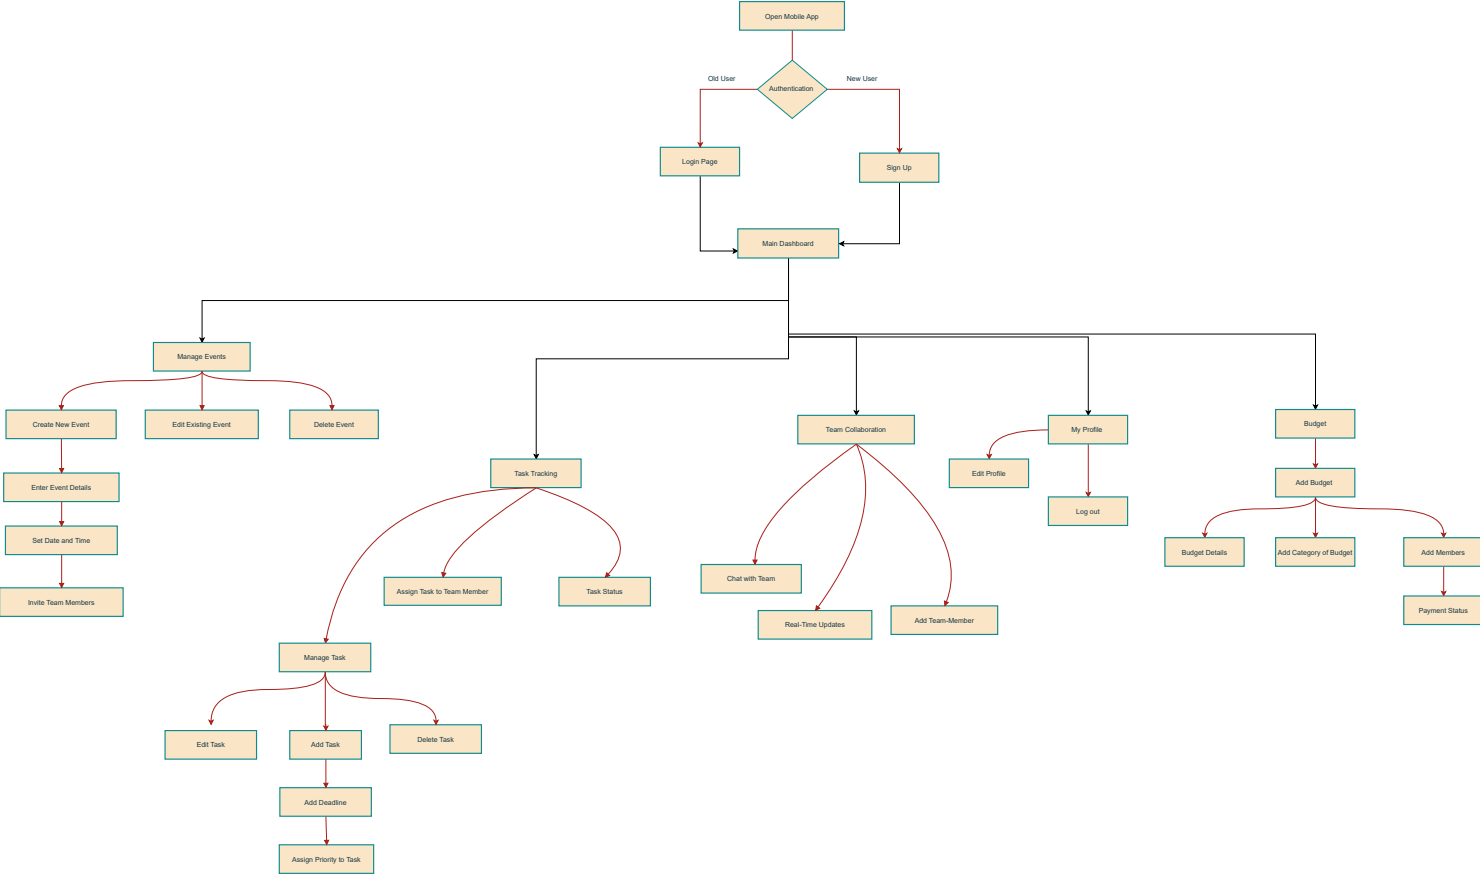 Open Mobile App
Old User
New User
Authentication
Login Page
Sign Up
Main Dashboard
Manage Events
Create New Event
Edit Existing Event
Delete Event
Enter Event Details
Set Date and Time
Invite Team Members
Task Tracking
Assign Task to Team Member
Task Status
Manage Task
Edit Task
Add Task
Delete Task
Add Deadline
Assign Priority to Task
Team Collaboration
Chat with Team
Real-Time Updates
Add Team-Member
My Profile
Edit Profile
Log out
Budget
Add Budget
Budget Details
Add Category of Budget
Add Members
Payment Status